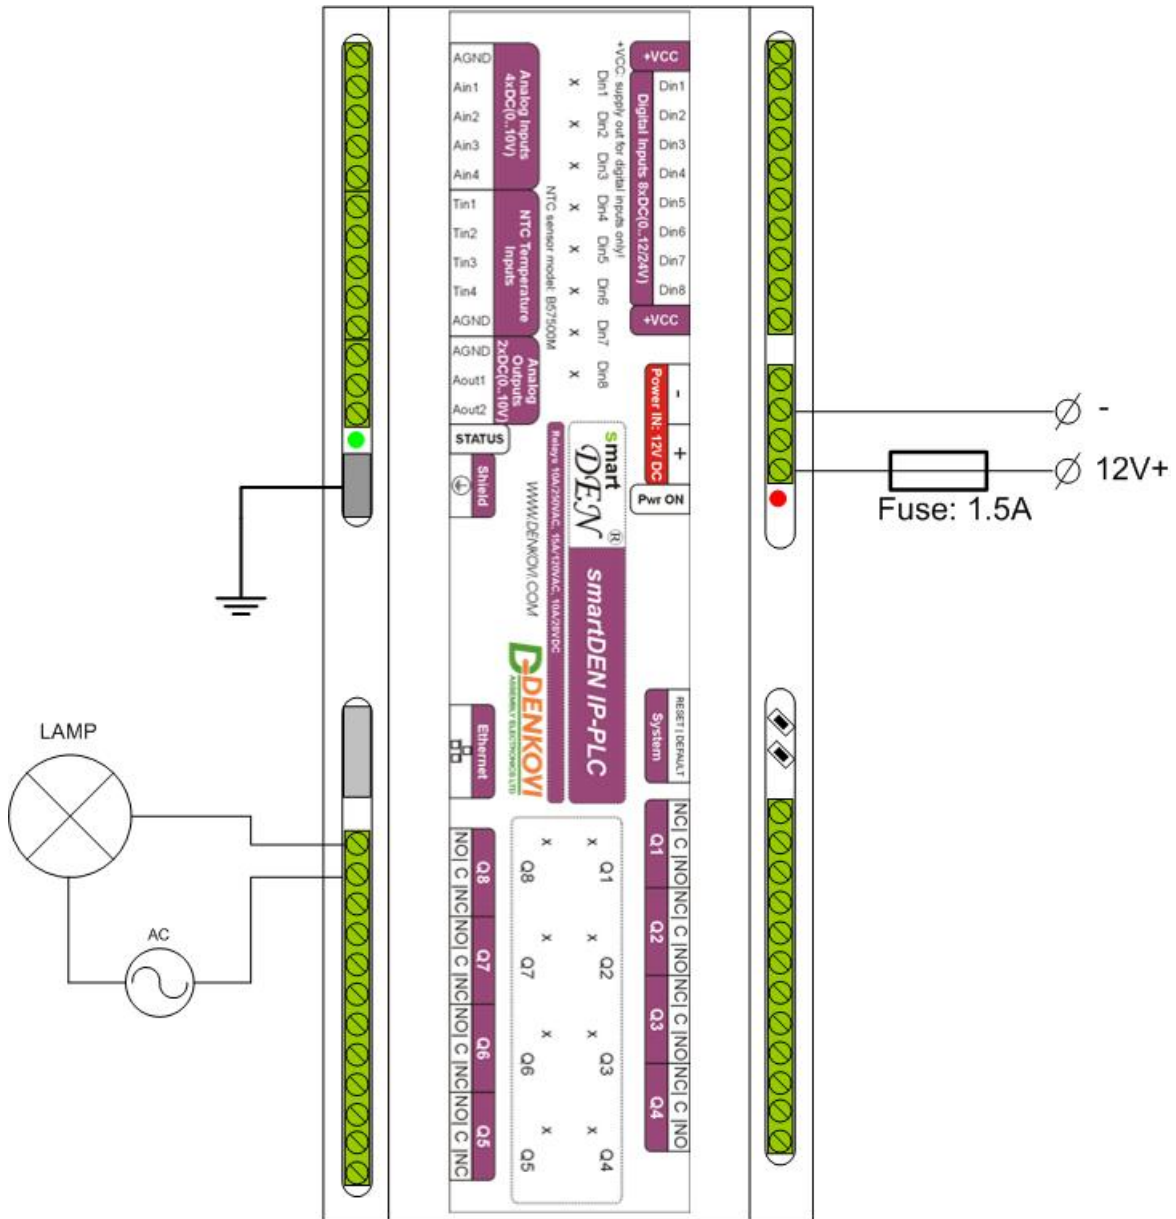 AGND
Ain1
Ain2
Ain3
Ain4
Analog Inputs
4xDC(0..10V)
Tin1
Tin2
Tin3
Tin4
AGND
NTC Temperature
Inputs
AGND
Aout1
Aout2
Analog
Outputs
2xDC(0..10V)
STATUS
Shield
NTC sensor model: B57500M
x Din1
x Din2
x Din3
x Din4
x Din5
x Din6
x Din7
x Din8
+VCC: supply out for digital inputs only!
+VCC
Digital Inputs 8xDC(0..12/24V)
Din1
Din2
Din3
Din4
Din5
Din6
Din7
Din8
+VCC
Power IN: 12V DC
-
+
Pwr ON
-
12V+
Fuse: 1.5A
smart
DEN ®
smartDEN IP-PLC
Relays 10A/250VAC, 15A/120VAC, 10A/28VDC
WWW.DENKOVI.COM
DENKOVI
ASSEMBLY ELECTRONICS LTD
Ethernet
System
RESET | DEFAULT
LAMP
AC
NO| C |NC
Q8
NO| C |NC
Q7
NO| C |NC
Q6
NO| C |NC
Q5
x Q8
x Q7
x Q6
x Q5
x Q1
x Q2
x Q3
x Q4
Q1
NC| C |NO
Q2
NC| C |NO
Q3
NC| C |NO
Q4
NC| C |NO